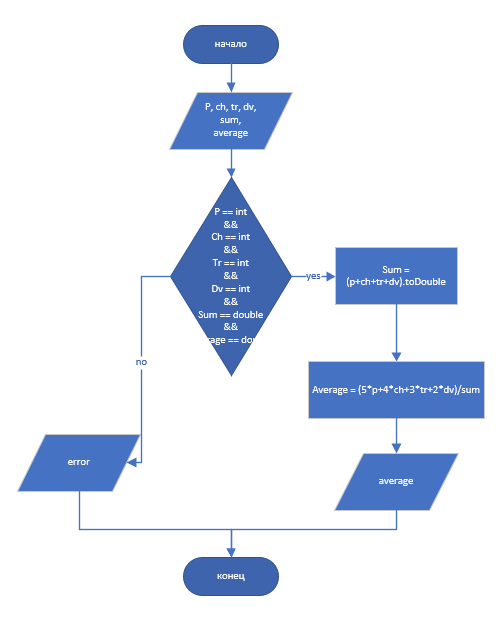 начало
P, ch, tr, dv,
sum,
average
P == int
&&
Ch == int
&&
Tr == int
&&
Dv == int
&&
Sum == double
&&
yes
Sum =
(p+ch+tr+dv).toDouble
no
Average = (5*p+4*ch+3*tr+2*dv)/sum
error
average
конец